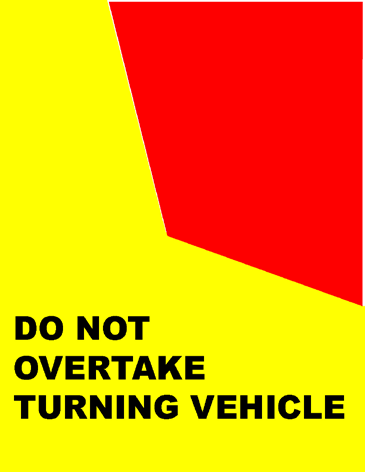 DO NOT
OVERTAKE
TURNING VEHICLE